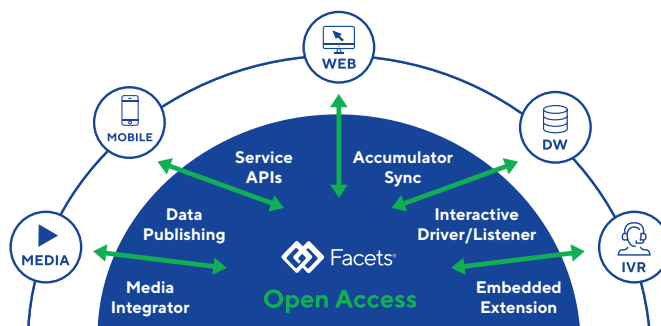 WEB
MOBILE
DW
Service
APIs
Accumulator
Sync
Data
Publishing
Interactive
Driver/Listener
MEDIA
Facets®
IVR
Media
Integrator
Open Access
Embedded
Extension